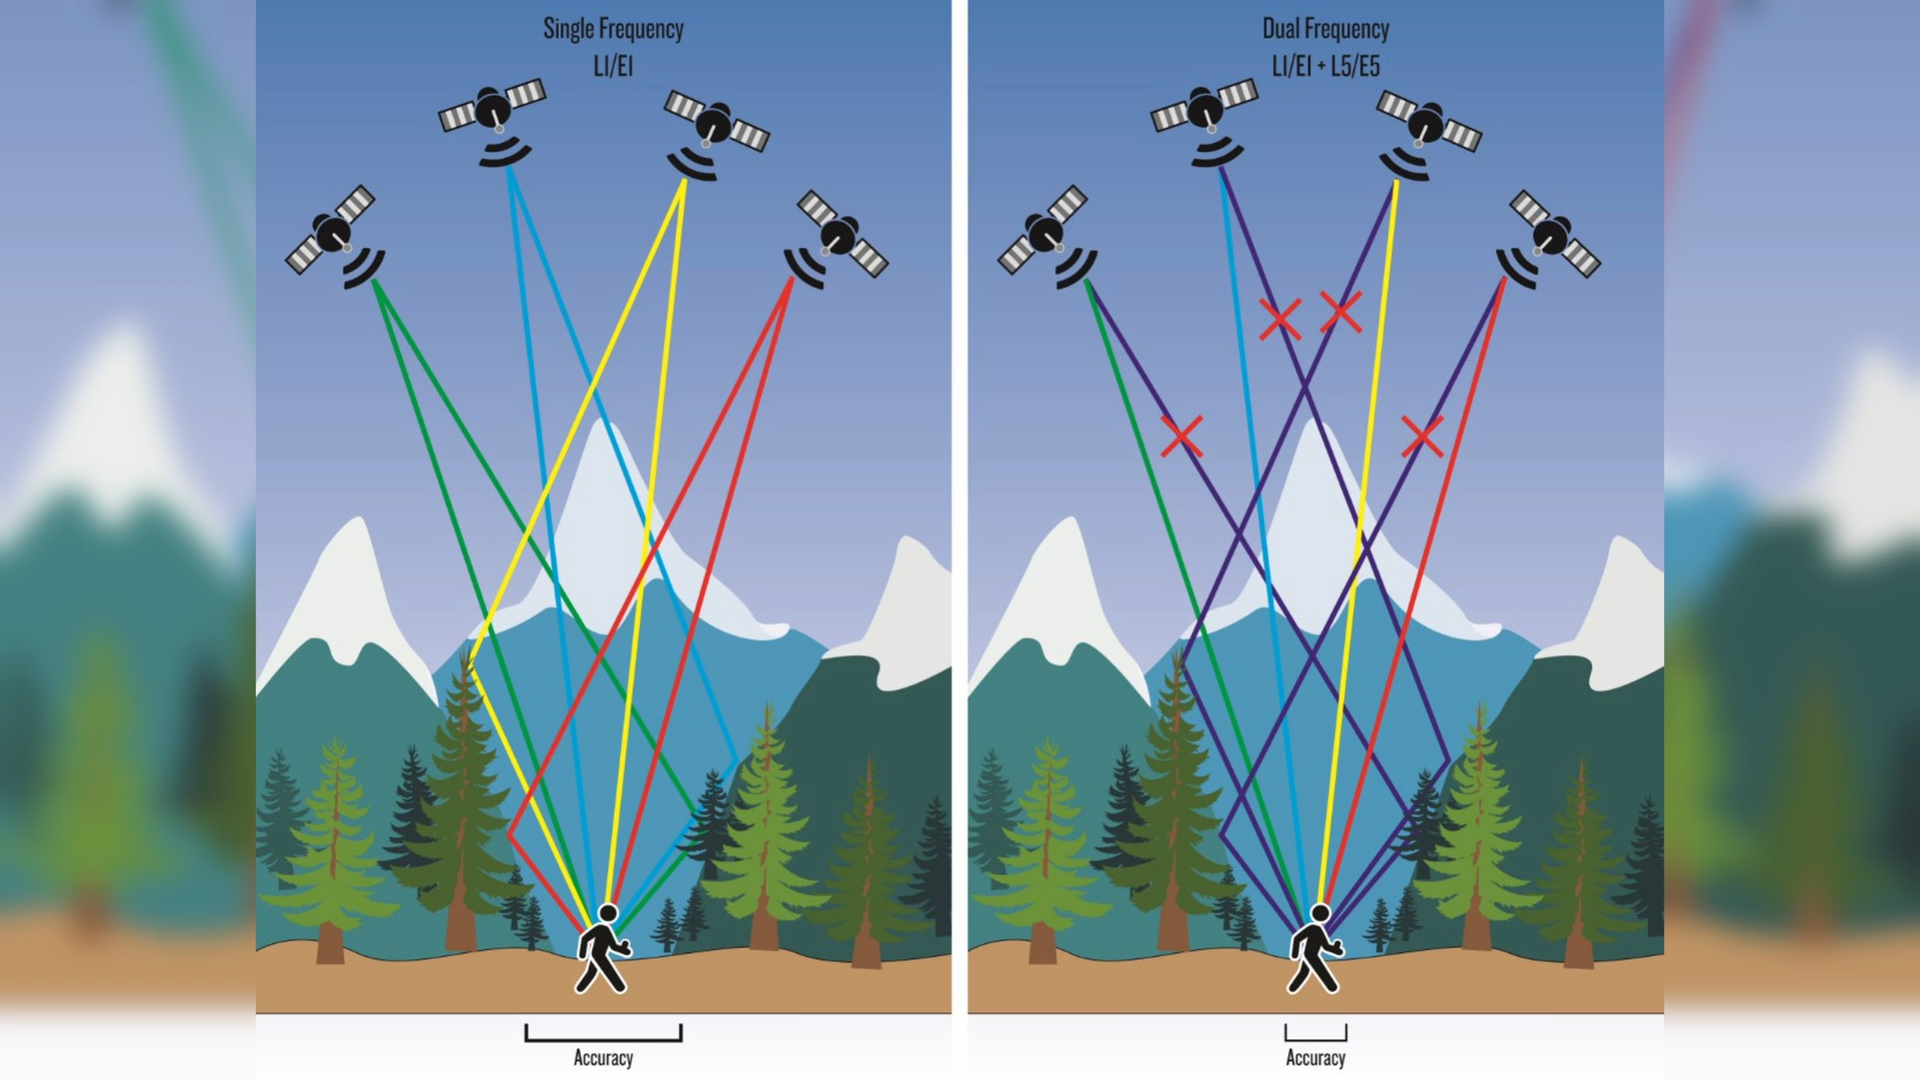 Single Frequency
L1/E1
Accuracy
Dual Frequency
L1/E1 + L5/E5
Accuracy